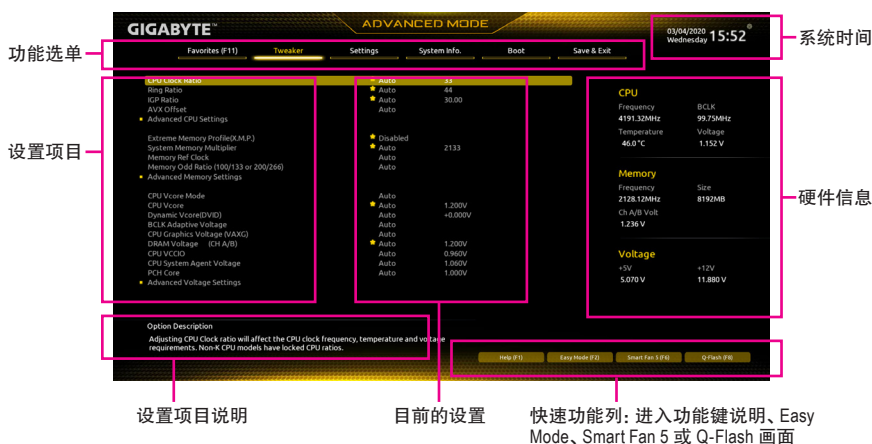 GIGABYTE™
ADVANCED MODE
03/04/2020
Wednesday 15:52
系统时间
功能选单
Favorites (F11) Tweaker Settings System Info. Boot Save & Exit
设置项目
CPU Clock Ratio Auto 33
Ring Ratio Auto 44
IGP Ratio Auto 30.00
AVX Offset Auto
Advanced CPU Settings
Extreme Memory Profile(X.M.P.) Disabled
System Memory Multiplier Auto 2133
Memory Ref Clock Auto
Memory Odd Ratio (100/133 or 200/266) Auto
Advanced Memory Settings
CPU Vcore Mode Auto
CPU Vcore Auto 1.200V
Dynamic Vcore(DVID) Auto +0.000V
BCLK Adaptive Voltage Auto
CPU Graphics Voltage (VAXG) Auto
DRAM Voltage (CH A/B) Auto 1.200V
CPU VCCIO Auto 0.960V
CPU System Agent Voltage Auto 1.060V
PCH Core Auto 1.000V
Advanced Voltage Settings
CPU
Frequency BCLK
4191.32MHz 99.75MHz
Temperature Voltage
46.0 °C 1.152 V
Memory
Frequency Size
2128.12MHz 8192MB
Ch A/B Volt
1.236 V
Voltage
+5V +12V
5.070 V 11.880 V
硬件信息
Option Description
Adjusting CPU Clock ratio will affect the CPU clock frequency, temperature and voltage
requirements. Non-K CPU models have locked CPU ratios.
Help (F1) Easy Mode (F2) Smart Fan 5 (F6) Q-Flash (F8)
设置项目说明
目前的设置
快速功能列: 进入功能键说明、Easy
Mode、Smart Fan 5 或 Q-Flash 画面